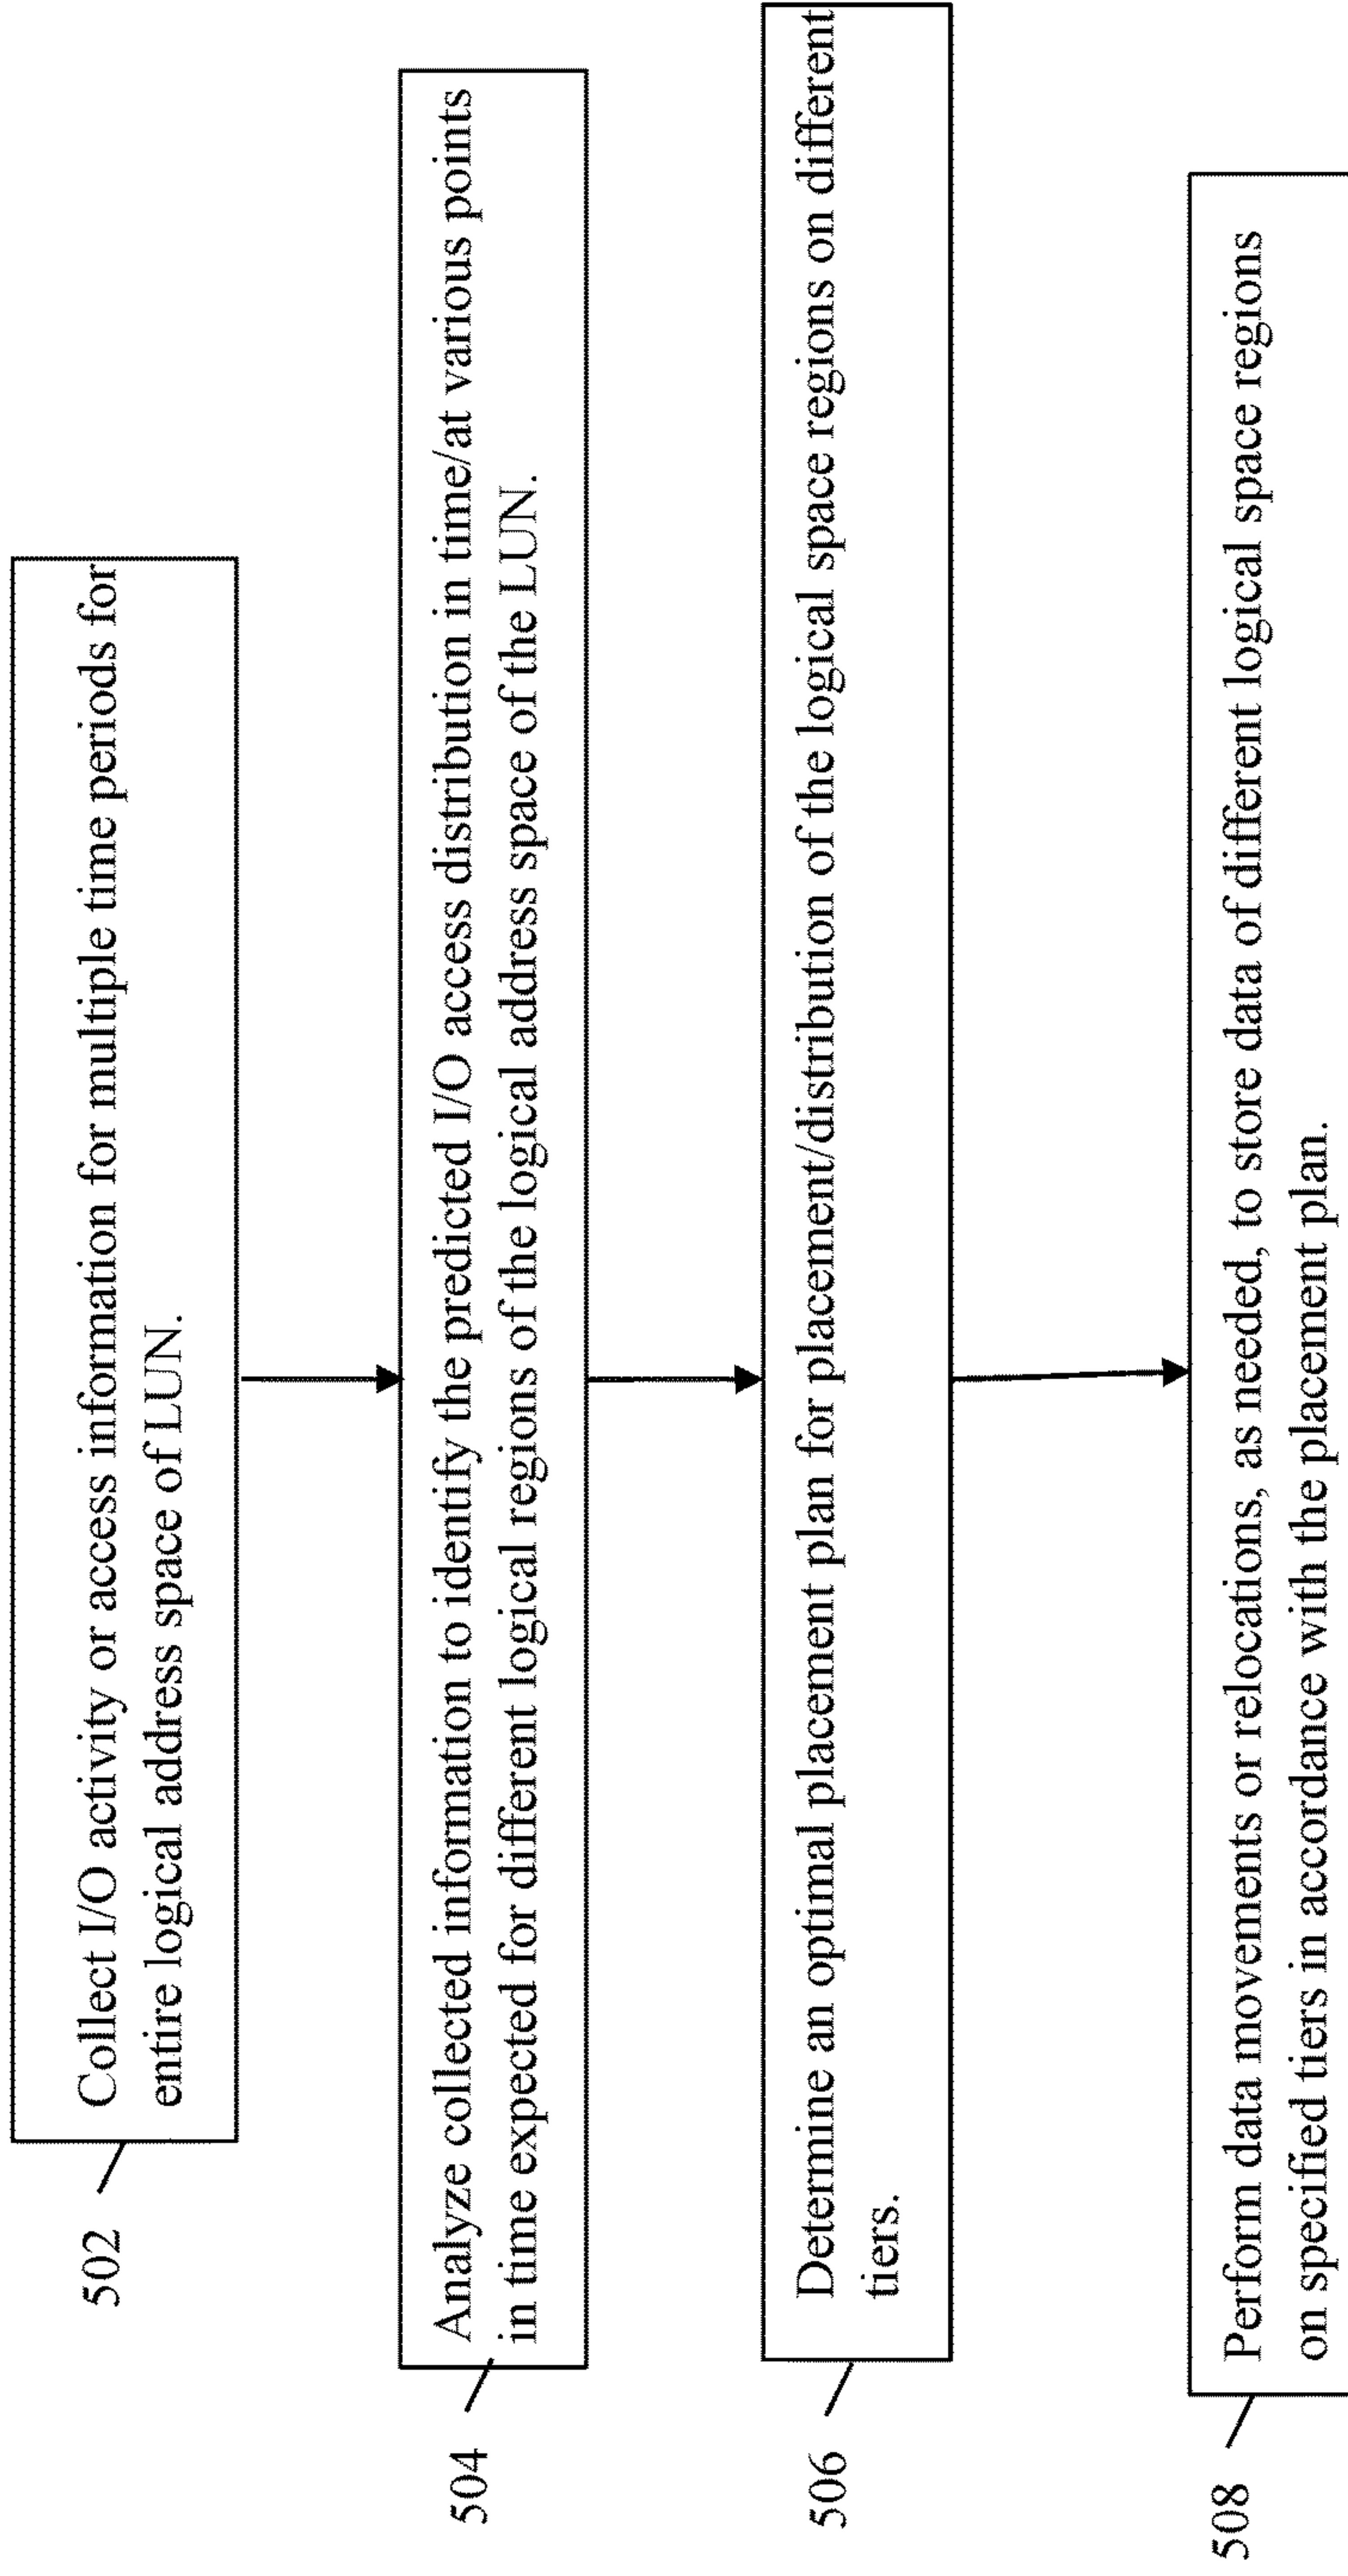 502
Collect I/O activity or access information for multiple time periods for
entire logical address space of LUN.
504
Analyze collected information to identify the predicted I/O access distribution in time/at various points
in time expected for different logical regions of the logical address space of the LUN.
506
Determine an optimal placement plan for placement/distribution of the logical space regions on different
tiers.
508
Perform data movements or relocations, as needed, to store data of different logical space regions
on specified tiers in accordance with the placement plan.